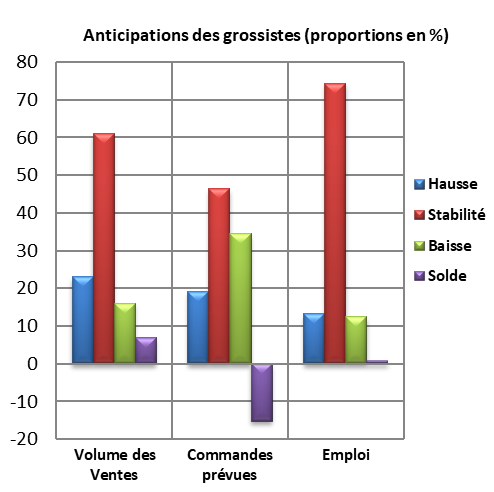 Anticipations des grossistes (proportions en %)
80
70
60
50
40
30
20
10
0
-10
-20
Volume des
Ventes
Commandes
prévues
Emploi
Hausse
Stabilité
Baisse
Solde